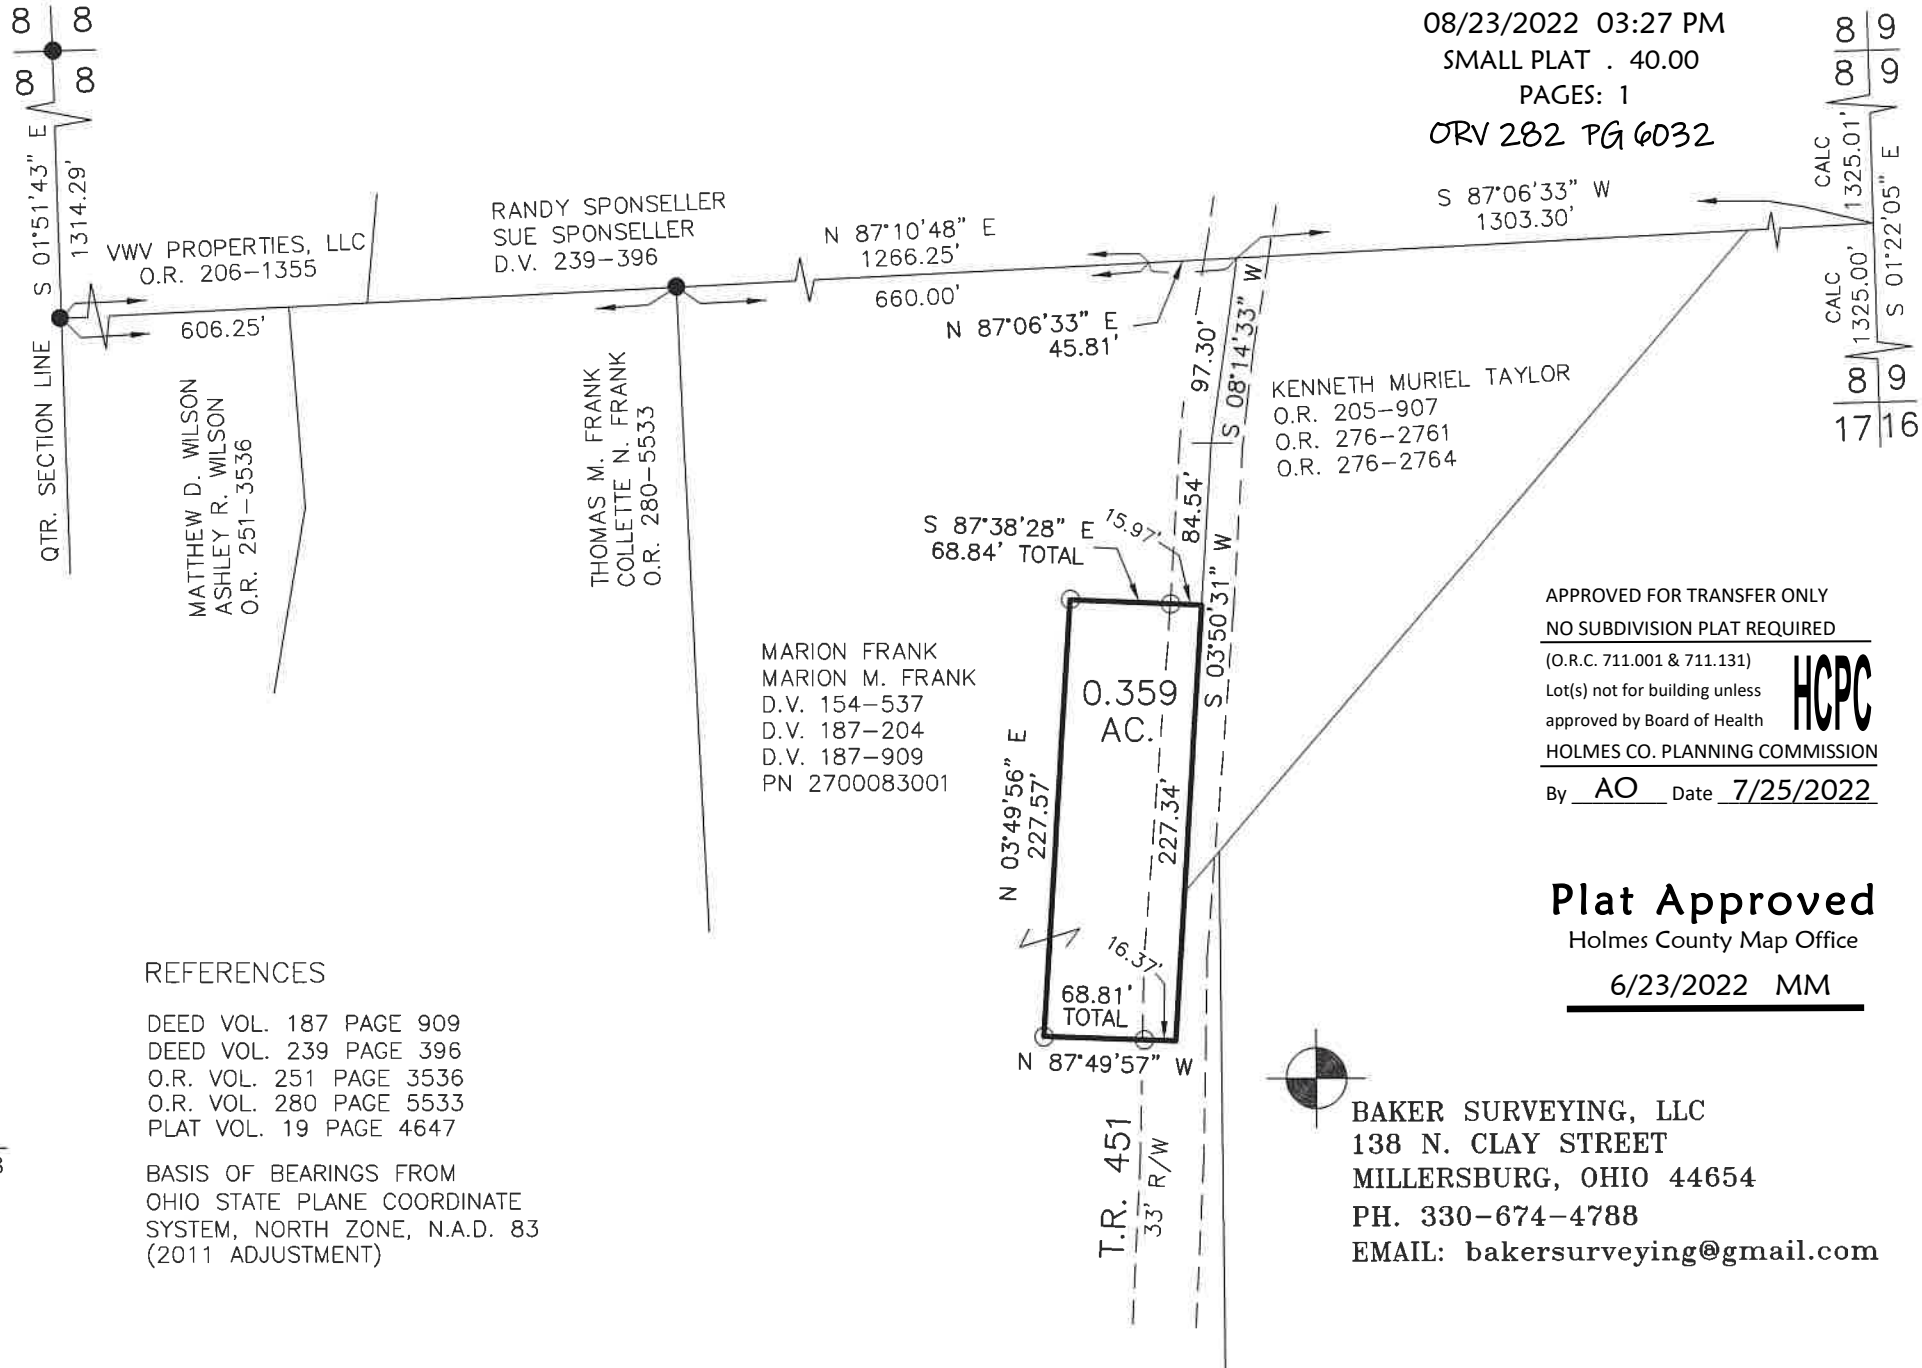 8 8
8 8
S 01°51'43" E
1314.29'
QTR. SECTION LINE
VWV PROPERTIES, LLC
O.R. 206-1355
606.25'
RANDY SPONSELLER
SUE SPONSELLER
D.V. 239-396
N 87°10'48" E
1266.25'
660.00'
N 87°06'33" E
45.81'
08/23/2022 03:27 PM
SMALL PLAT . 40.00
PAGES: 1
ORV 282 PG 6032
S 87°06'33" W
1303.30'
8 9
8 9
CALC
1325.01'
CALC
1325.00'
S 01°22'05" E
8 9
17 16
MATTHEW D. WILSON
ASHLEY R. WILSON
O.R. 251-3536
THOMAS M. FRANK
COLLETTE N. FRANK
O.R. 280-5533
97.30'
S 08°14'33" W
KENNETH MURIEL TAYLOR
O.R. 205-907
O.R. 276-2761
O.R. 276-2764
84.54'
S 03°50'31" W
S 87°38'28" E
68.84' TOTAL
15.97'
MARION FRANK
MARION M. FRANK
D.V. 154-537
D.V. 187-204
D.V. 187-909
PN 2700083001
0.359
AC.
N 03°49'56" E
227.57'
227.34'
16.37'
68.81'
TOTAL
N 87°49'57" W
T.R. 451
33' R/W
APPROVED FOR TRANSFER ONLY
NO SUBDIVISION PLAT REQUIRED
(O.R.C. 711.001 & 711.131)
Lot(s) not for building unless
approved by Board of Health
HCPC
HOLMES CO. PLANNING COMMISSION
By AO Date 7/25/2022
Plat Approved
Holmes County Map Office
6/23/2022 MM
REFERENCES
DEED VOL. 187 PAGE 909
DEED VOL. 239 PAGE 396
O.R. VOL. 251 PAGE 3536
O.R. VOL. 280 PAGE 5533
PLAT VOL. 19 PAGE 4647
BASIS OF BEARINGS FROM
OHIO STATE PLANE COORDINATE
SYSTEM, NORTH ZONE, N.A.D. 83
(2011 ADJUSTMENT)
BAKER SURVEYING, LLC
138 N. CLAY STREET
MILLERSBURG, OHIO 44654
PH. 330-674-4788
EMAIL: bakersurveying@gmail.com